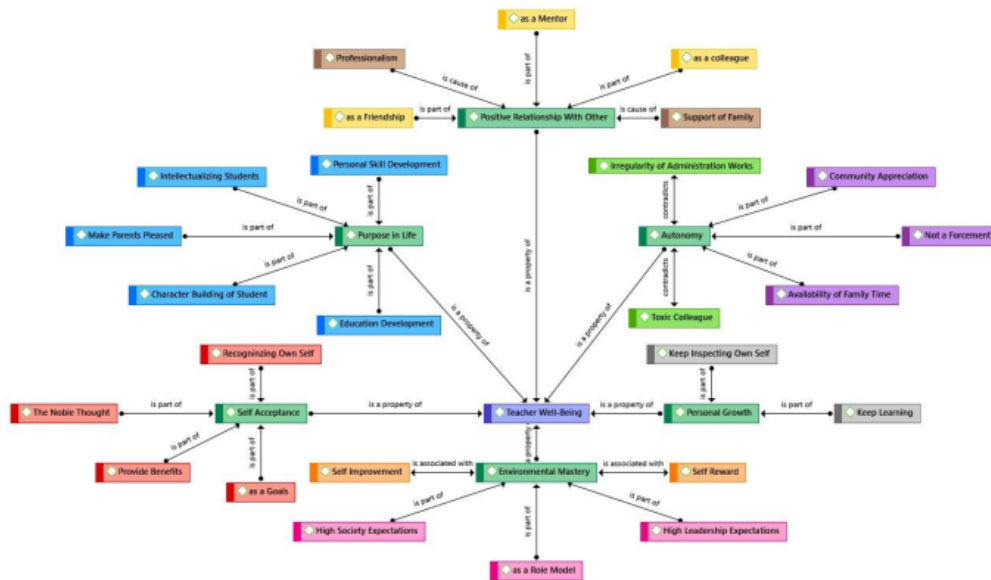 as a Mentor
Professionalism
as a colleague
is part of
is cause of
is part of
as a Friendship
is part of
Positive Relationship With Other
is cause of
Support of Family
Personal Skill Development
Irregularity of Administration Works
Intellectualizing Students
Community Appreciation
is part of
is part of
contradicts
is part of
Make Parents Pleased
is part of
Purpose in Life
Autonomy
is part of
Not a Forcement
is part of
is part of
is a property of
contradicts
is part of
Character Building of Student
Availability of Family Time
Education Development
Toxic Colleague
is a property of
is a property of
Recogninzing Own Self
Keep Inspecting Own Self
is part of
is part of
The Noble Thought
is part of
Self Acceptance
is a property of
Teacher Well-Being
is a property of
Personal Growth
is part of
Keep Learning
is part of
is part of
a property
Provide Benefits
Self Improvement
is associated with
Environmental Mastery
is associated with
Self Reward
as a Goals
is part of
is part of
High Society Expectations
is part of
High Leadership Expectations
as a Role Model